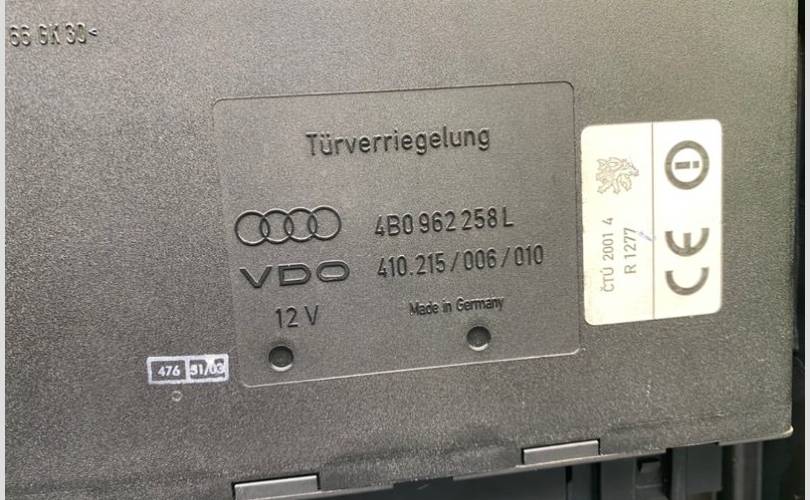 66 GK 30<
Türverriegelung
4B0 962 258 L
VDO 410.215/006/010
12 V
Made in Germany
476 51/03
ČTÚ 2001 4
R 1277
CE